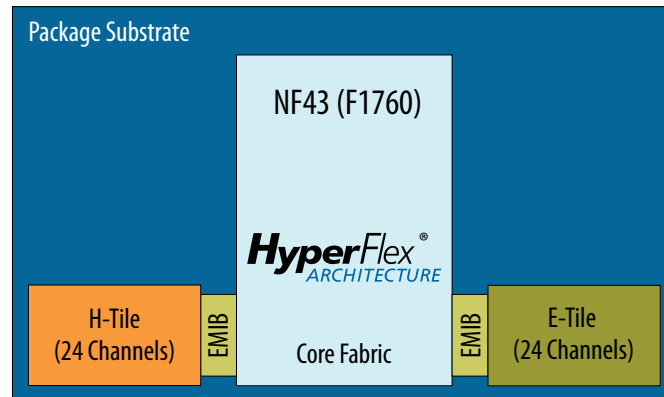 Package Substrate
NF43 (F1760)
HyperFlex®
ARCHITECTURE
H-Tile
(24 Channels)
EMIB
Core Fabric
EMIB
E-Tile
(24 Channels)